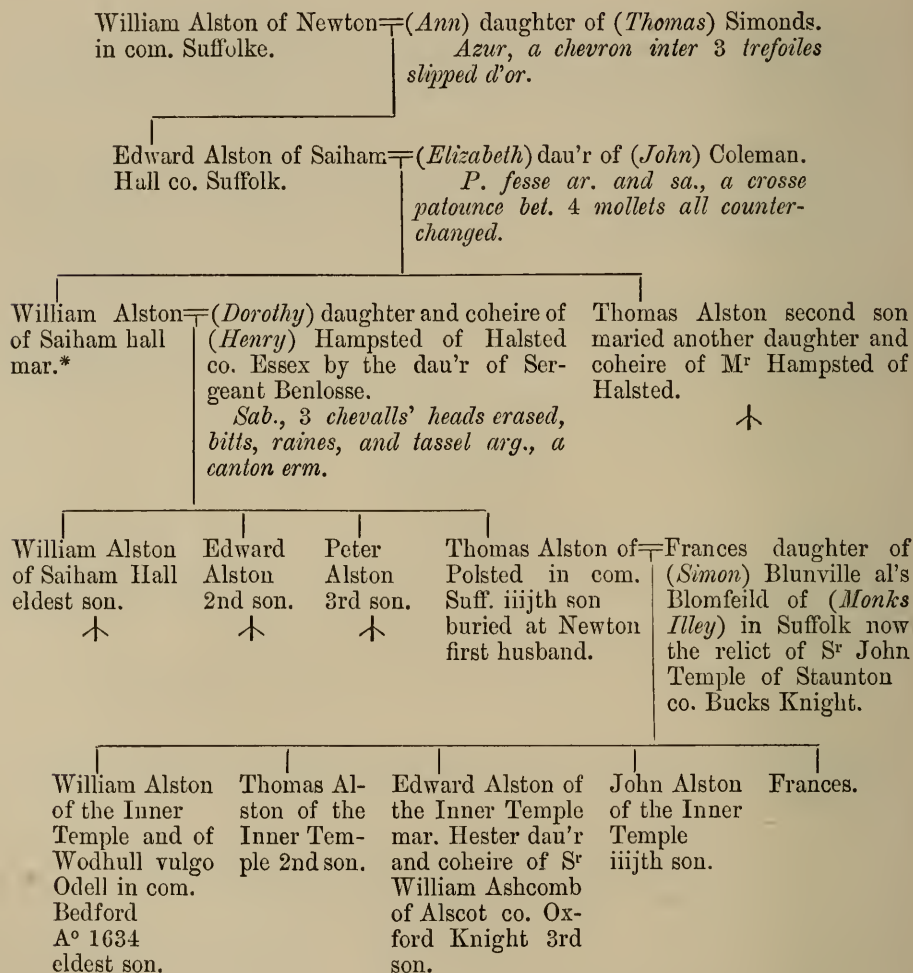 William Alston of Newton=(Ann) daughter of (Thomas) Simonds.
in com. Suffolke.
Azur, a chevron inter 3 trefoiles
slipped d'or.
Edward Alston of Saiham=(Elizabeth) dau'r of (John) Coleman.
Hall co. Suffolk.
P. fesse ar. and sa., a crosse
patounce bet. 4 mollets all counter-
changed.
William Alston=(Dorothy) daughter and coheire of
of Saiham hall
mar.*
(Henry) Hampsted of Halsted
co. Essex by the dau'r of Ser-
geant Benlosse.
Sab., 3 chevalls' heads erased,
bitts, raines, and tassel arg., a
canton erm.
Thomas Alston second son
maried another daughter and
coheire of Mr Hampsted of
Halsted.
William Alston
of Saiham Hall
eldest son.
Edward
Alston
2nd son.
Peter
Alston
3rd son.
Thomas Alston of=Frances daughter of
Polsted in com.
Suff. iiijth son
buried at Newton
first husband.
(Simon) Blunville al's
Blomfeild of (Monks
Illey) in Suffolk now
the relict of Sr John
Temple of Staunton
co. Bucks Knight.
William Alston
of the Inner
Temple and of
Wodhull vulgo
Odell in com.
Bedford
Ao 1634
eldest son.
Thomas Al-
ston of the
Inner Tem-
ple 2nd son.
Edward Alston of
the Inner Temple
mar. Hester dau'r
and coheire of Sr
William Ashcomb
of Alscot co. Ox-
ford Knight 3rd
son.
John Alston
of the Inner
Temple
iiijth son.
Frances.